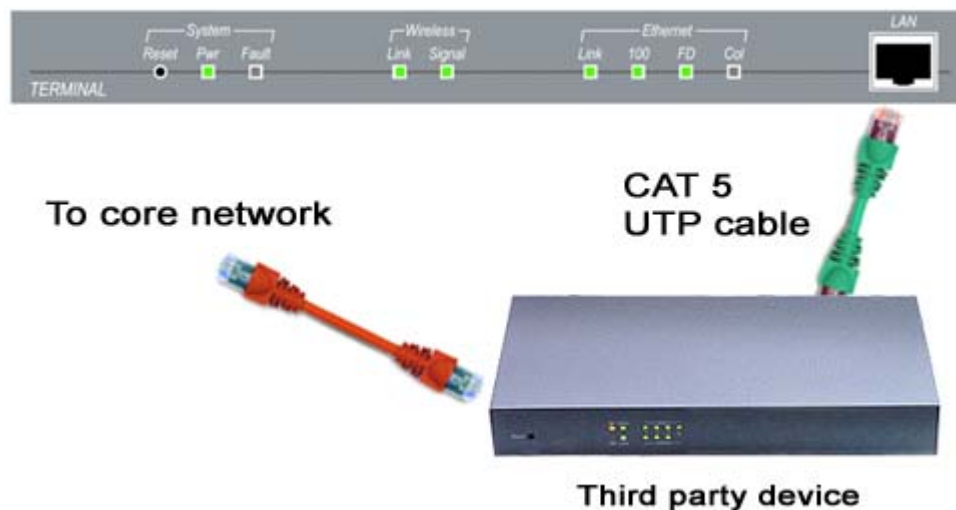 System
Wireless
Ethernet
LAN
Reset Pwr Fault
Link Signal
Link 100 FD Col
TERMINAL
To core network
CAT 5
UTP cable
Third party device